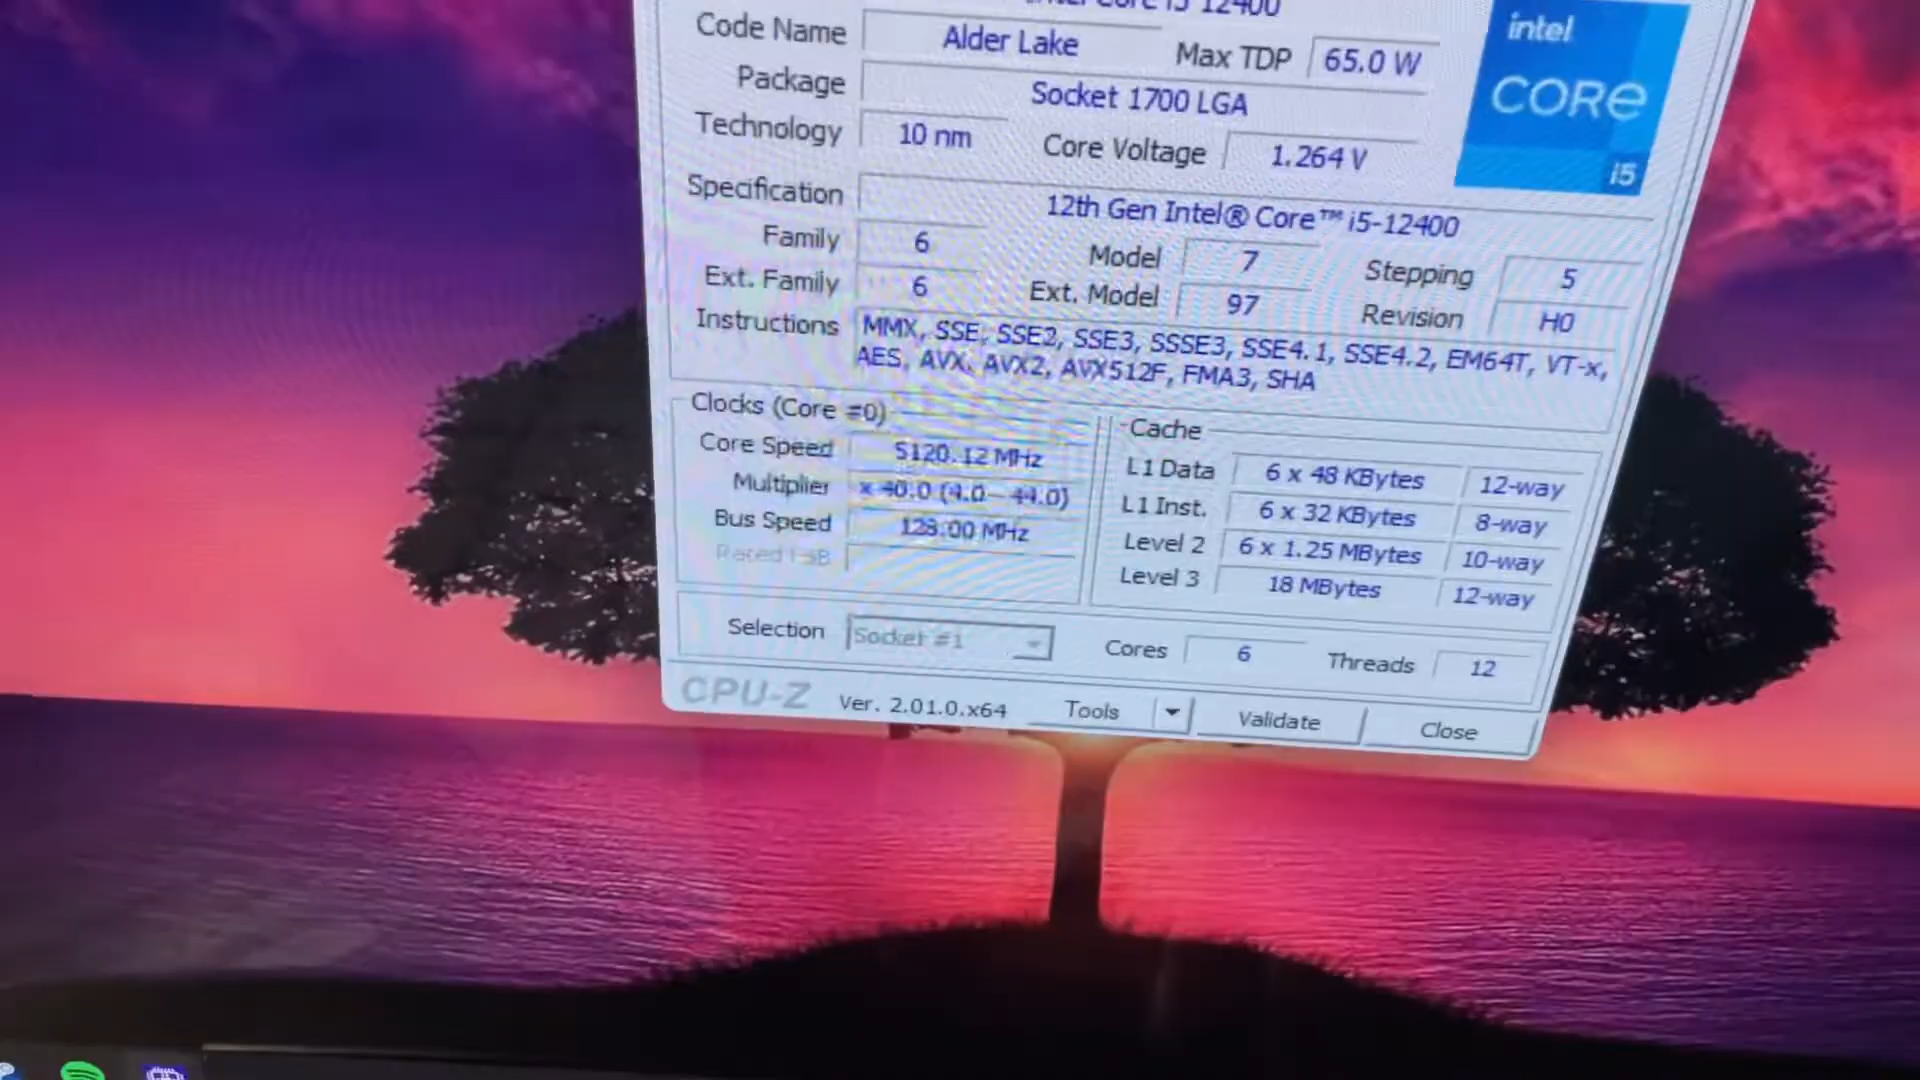 Intel Core i5 12400
Code Name Alder Lake Max TDP 65.0 W
Package Socket 1700 LGA
Technology 10 nm Core Voltage 1.264 V
Specification 12th Gen Intel® Core™ i5-12400
Family 6 Model 7 Stepping 5
Ext. Family 6 Ext. Model 97 Revision H0
Instructions MMX, SSE, SSE2, SSE3, SSSE3, SSE4.1, SSE4.2, EM64T, VT-x,
AES, AVX, AVX2, AVX512F, FMA3, SHA
intel
CORe
i5
Clocks (Core #0)
Core Speed 5120.12 MHz
Multiplier x 40.0 (4.0 - 44.0)
Bus Speed 128.00 MHz
Rated FSB
Cache
L1 Data 6 x 48 KBytes 12-way
L1 Inst. 6 x 32 KBytes 8-way
Level 2 6 x 1.25 MBytes 10-way
Level 3 18 MBytes 12-way
Selection Socket #1 Cores 6 Threads 12
CPU-Z Ver. 2.01.0.x64 Tools Validate Close